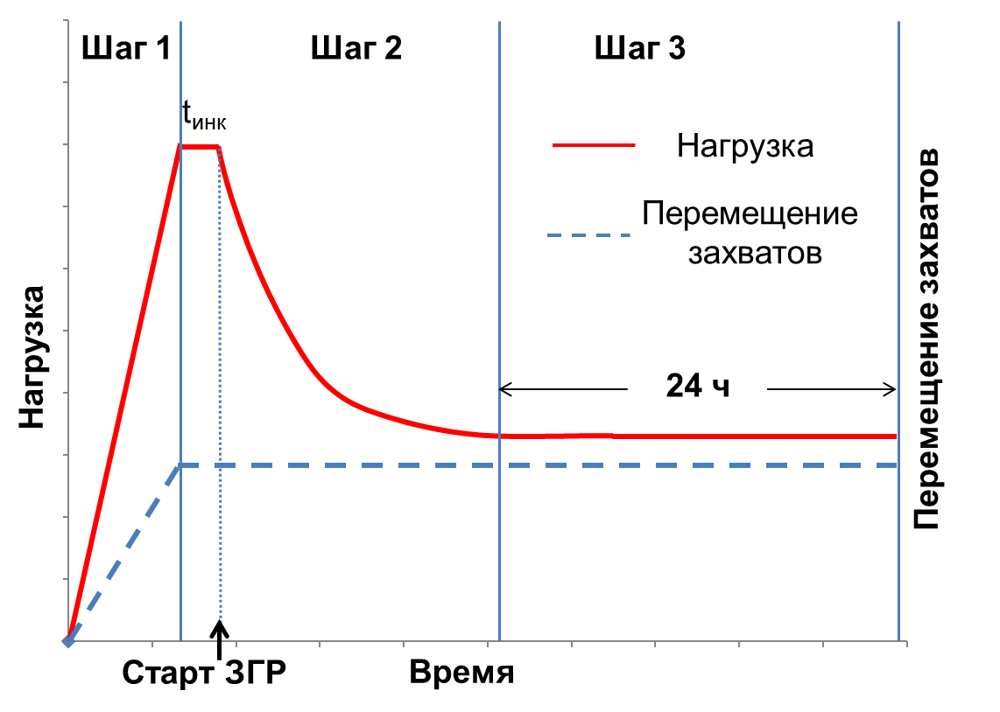 Шаг 1
Шаг 2
Шаг 3
tинк
Нагрузка
Перемещение
захватов
24 ч
Нагрузка
Перемещение захватов
Старт ЗГР
Время